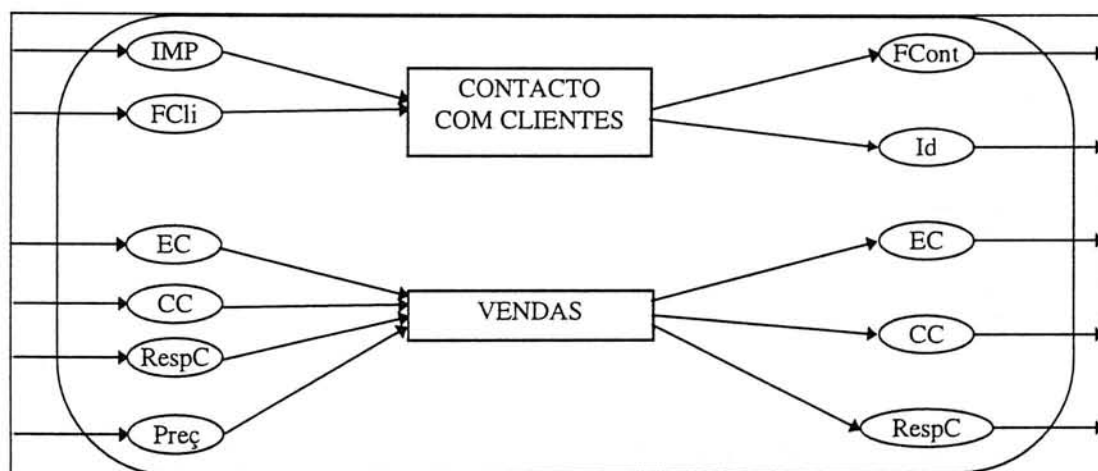 IMP
FCli
CONTACTO
COM CLIENTES
FCont
Id
EC
CC
RespC
Preç
VENDAS
EC
CC
RespC